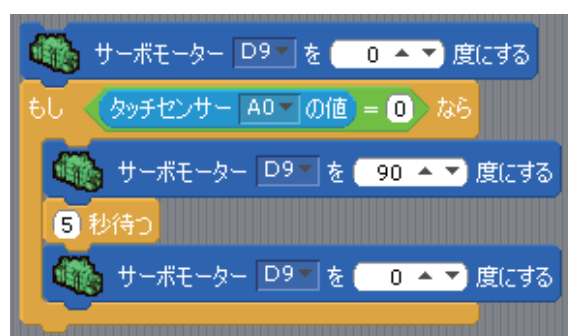 サーボモーター D9 を 0 度にする
もし タッチセンサー A0 の値 = 0 なら
サーボモーター D9 を 90 度にする
5 秒待つ
サーボモーター D9 を 0 度にする